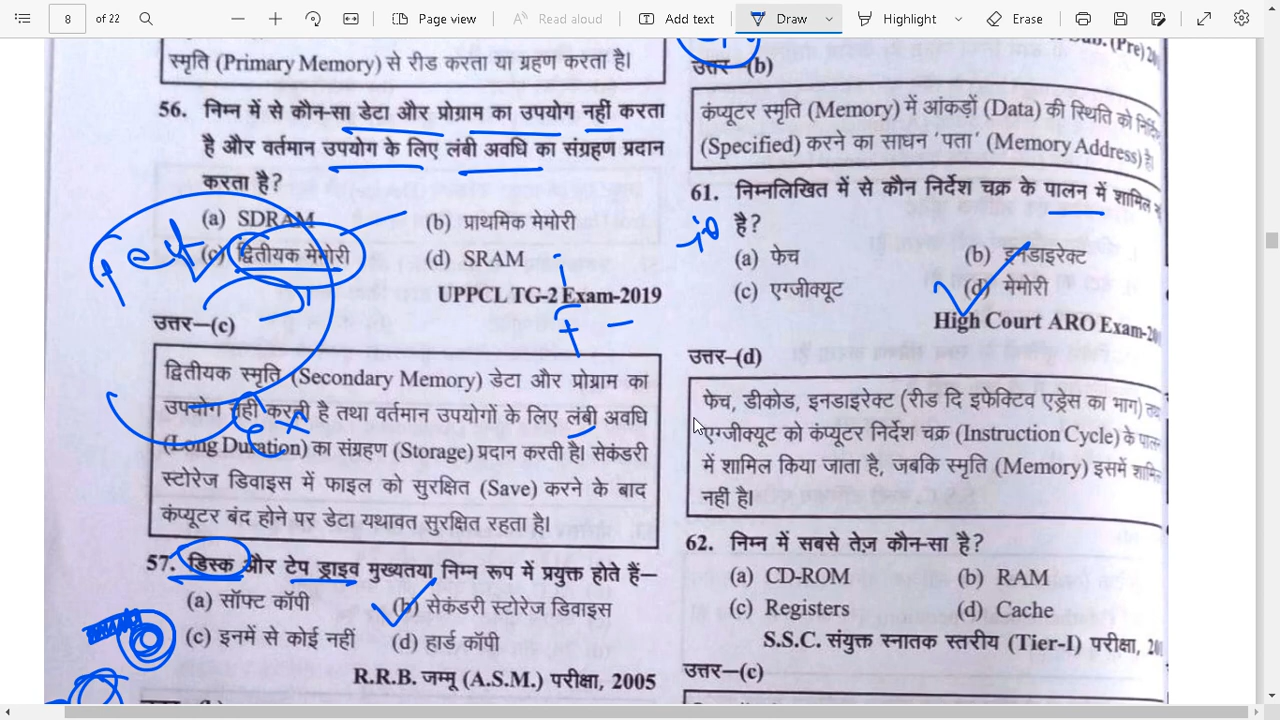 8 of 22 Page view Read aloud Add text Draw Highlight Erase
स्मृति (Primary Memory) से रीड करता या ग्रहण करता है।
56. निम्न में से कौन-सा डेटा और प्रोग्राम का उपयोग नहीं करता
है और वर्तमान उपयोग के लिए लंबी अवधि का संग्रहण प्रदान
करता है?
(a) SDRAM (b) प्राथमिक मेमोरी
(c) द्वितीयक मेमोरी (d) SRAM
UPPCL TG-2 Exam-2019
उत्तर—(c)
द्वितीयक स्मृति (Secondary Memory) डेटा और प्रोग्राम का
उपयोग नहीं करती है तथा वर्तमान उपयोगों के लिए लंबी अवधि
(Long Duration) का संग्रहण (Storage) प्रदान करती है। सेकंडरी
स्टोरेज डिवाइस में फाइल को सुरक्षित (Save) करने के बाद
कंप्यूटर बंद होने पर डेटा यथावत सुरक्षित रहता है।
57. डिस्क और टेप ड्राइव मुख्यतया निम्न रूप में प्रयुक्त होते हैं—
(a) सॉफ्ट कॉपी (b) सेकंडरी स्टोरेज डिवाइस
(c) इनमें से कोई नहीं (d) हार्ड कॉपी
R.R.B. जम्मू (A.S.M.) परीक्षा, 2005
(Pre)
उत्तर—(b)
कंप्यूटर स्मृति (Memory) में आंकड़ों (Data) की स्थिति को
(Specified) करने का साधन 'पता' (Memory Address) है।
61. निम्नलिखित में से कौन निर्देश चक्र के पालन में शामिल
है?
(a) फेच (b) इनडाइरेक्ट
(c) एग्जीक्यूट (d) मेमोरी
High Court ARO Exam-20
उत्तर—(d)
फेच, डीकोड, इनडाइरेक्ट (रीड दि इफेक्टिव एड्रेस का भाग) तथा
एग्जीक्यूट को कंप्यूटर निर्देश चक्र (Instruction Cycle) के पालन
में शामिल किया जाता है, जबकि स्मृति (Memory) इसमें शामिल
नहीं है।
62. निम्न में सबसे तेज़ कौन-सा है?
(a) CD-ROM (b) RAM
(c) Registers (d) Cache
S.S.C. संयुक्त स्नातक स्तरीय (Tier-I) परीक्षा, 20
उत्तर—(c)